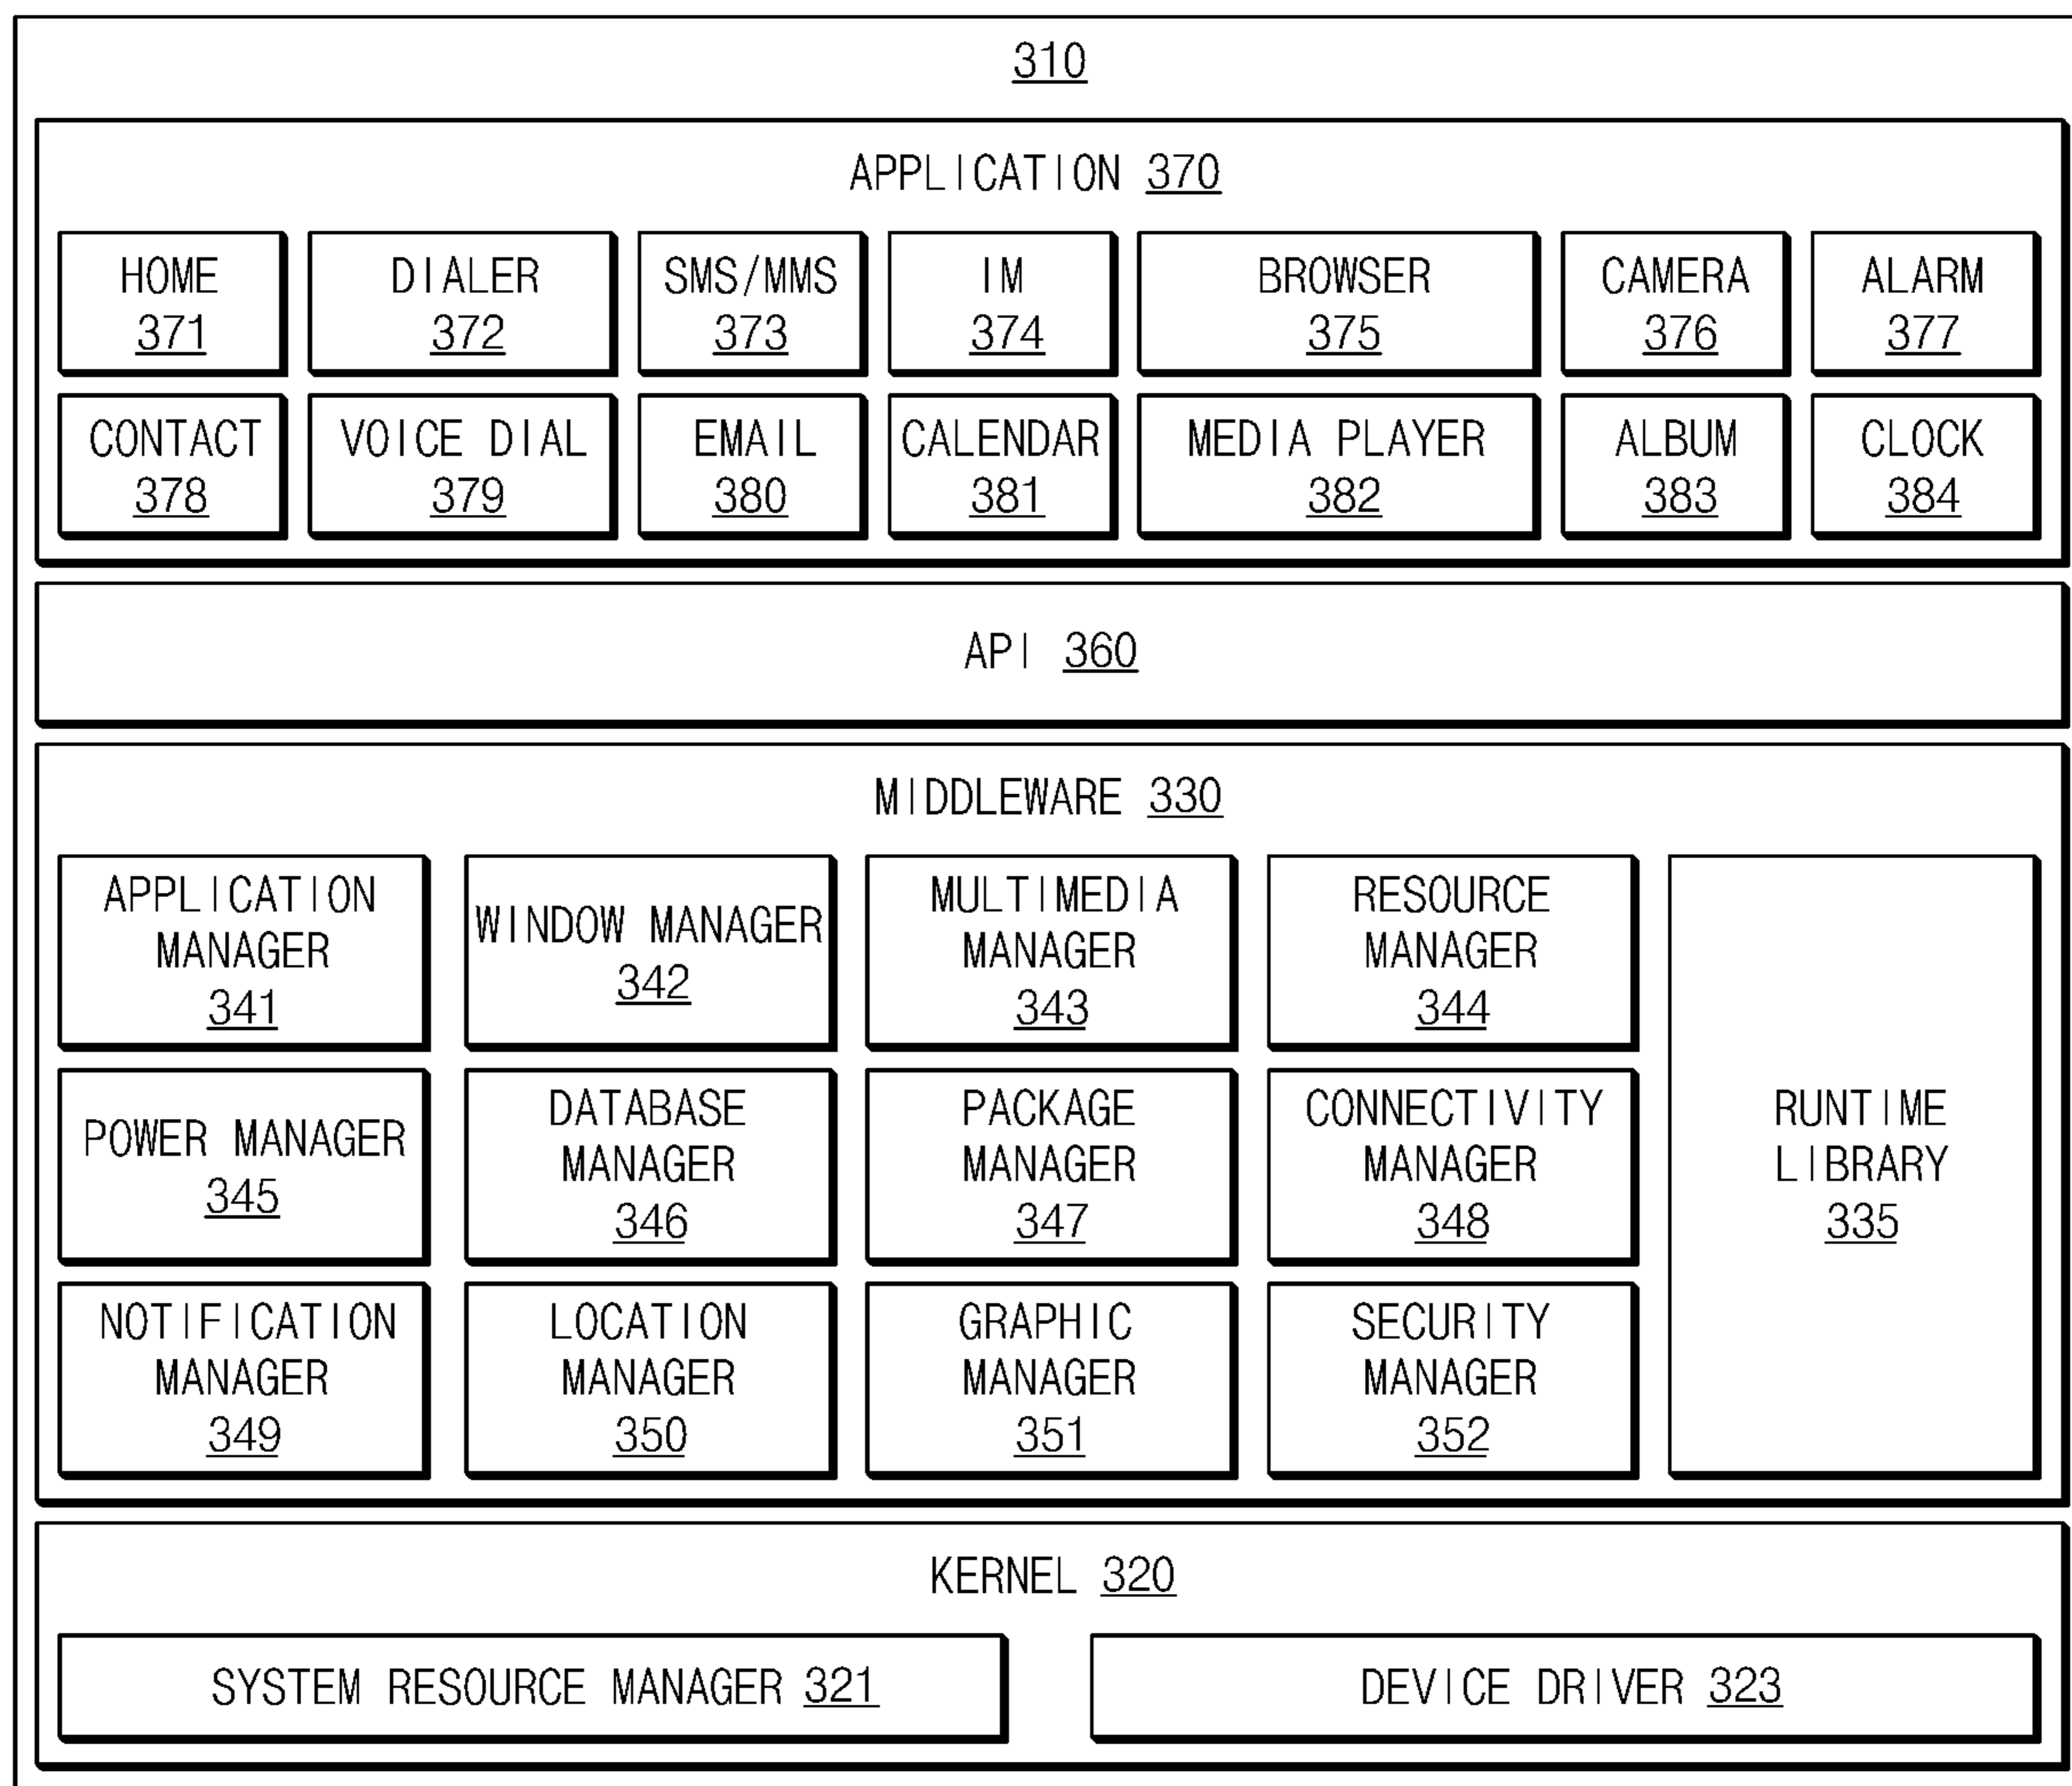 310
APPLICATION 370
HOME
371
DIALER
372
SMS/MMS
373
IM
374
BROWSER
375
CAMERA
376
ALARM
377
CONTACT
378
VOICE DIAL
379
EMAIL
380
CALENDAR
381
MEDIA PLAYER
382
ALBUM
383
CLOCK
384
API 360
MIDDLEWARE 330
APPLICATION
MANAGER
341
WINDOW MANAGER
342
MULTIMEDIA
MANAGER
343
RESOURCE
MANAGER
344
POWER MANAGER
345
DATABASE
MANAGER
346
PACKAGE
MANAGER
347
CONNECTIVITY
MANAGER
348
NOTIFICATION
MANAGER
349
LOCATION
MANAGER
350
GRAPHIC
MANAGER
351
SECURITY
MANAGER
352
RUNTIME
LIBRARY
335
KERNEL 320
SYSTEM RESOURCE MANAGER 321
DEVICE DRIVER 323